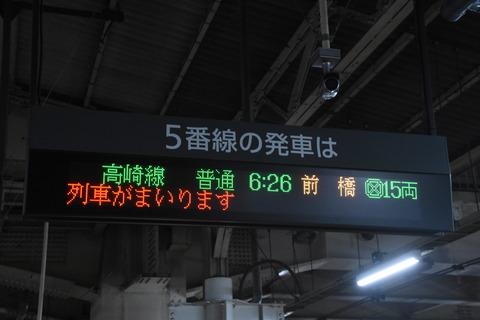 5番線の発車は
高崎線 普通 6:26 前橋 15両
列車がまいります